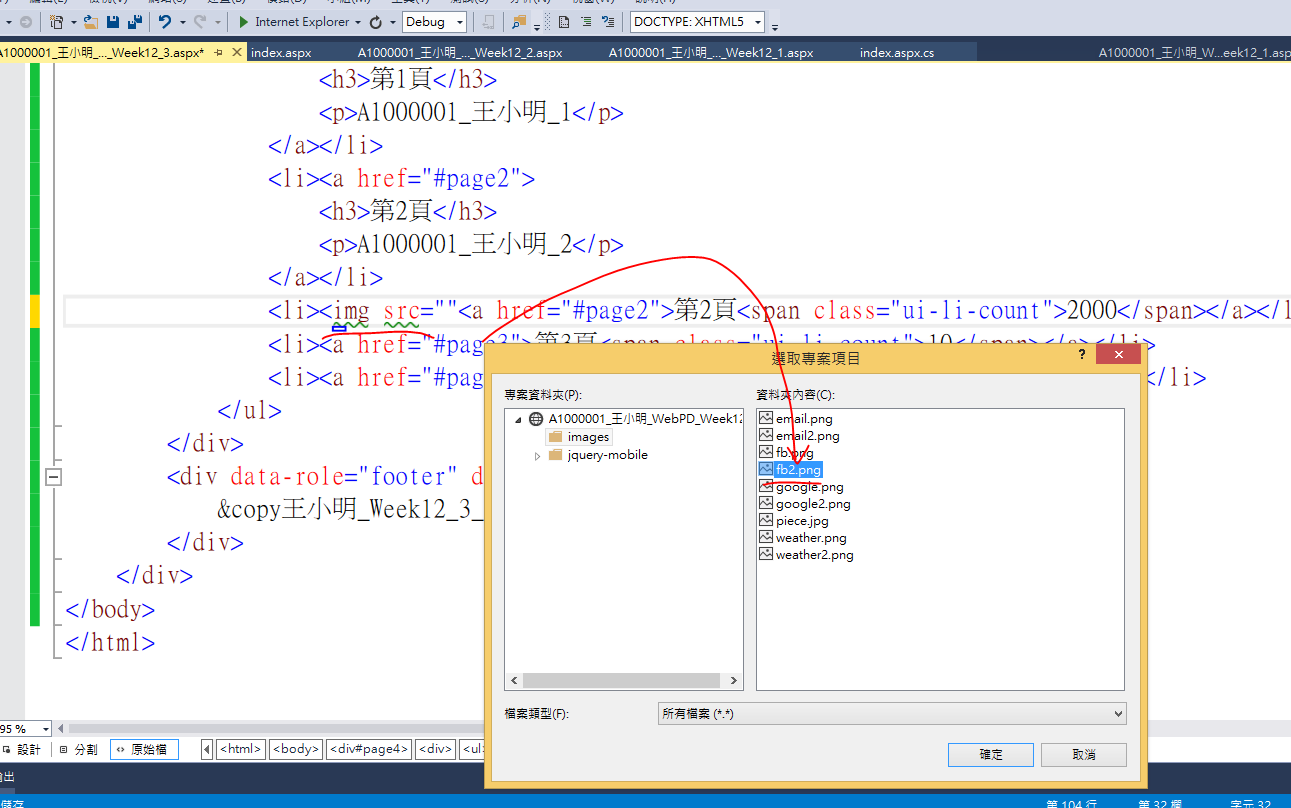 Internet Explorer
Debug
DOCTYPE: XHTML5
A1000001_王小明_..._Week12_3.aspx*
index.aspx
A1000001_王小明_..._Week12_2.aspx
A1000001_王小明_..._Week12_1.aspx
index.aspx.cs
A1000001_王小明_W...eek12_1.asp
<h3>第1頁</h3>
<p>A1000001_王小明_1</p>
</a></li>
<li><a href="#page2">
<h3>第2頁</h3>
<p>A1000001_王小明_2</p>
</a></li>
<li><img src=""<a href="#page2">第2頁<span class="ui-li-count">2000</span></a></l
<li><a href="#page3">第3頁<span class="ui-li-count">10</span></a></li>
<li><a href="#pag
</li>
</ul>
</div>
<div data-role="footer" d
&copy王小明_Week12_3_
</div>
</div>
</body>
</html>
選取專案項目
?
專案資料夾(P):
資料夾內容(C):
A1000001_王小明_WebPD_Week12
images
jquery-mobile
email.png
email2.png
fb.png
fb2.png
google.png
google2.png
piece.jpg
weather.png
weather2.png
檔案類型(F):
所有檔案 (*.*)
確定
取消
95 %
設計
分割
原始檔
<html>
<body>
<div#page4>
<div>
<ul
出
儲存
第 104 行
第 32 欄
字元 32